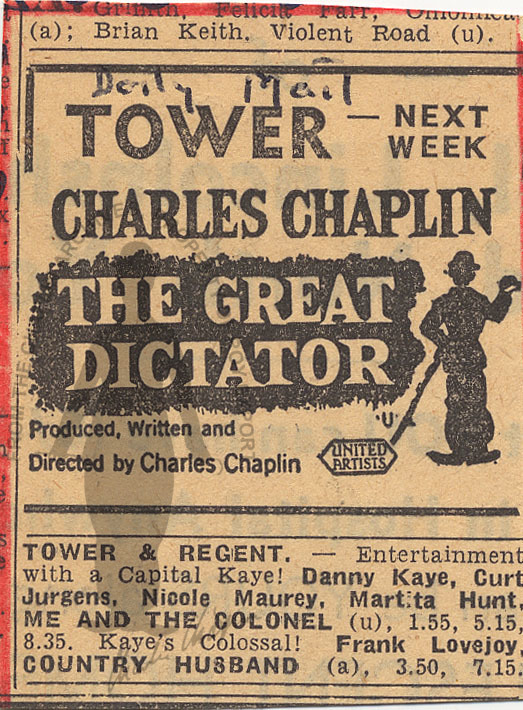 Griffith, Felicia Farr,
(a); Brian Keith, Violent Road (u).
Daily Mail
TOWER — NEXT
WEEK
CHARLES CHAPLIN
THE GREAT
DICTATOR
"U"
Produced, Written and
Directed by Charles Chaplin
UNITED
ARTISTS
TOWER & REGENT. — Entertainment
with a Capital Kaye! Danny Kaye, Curt
Jurgens, Nicole Maurey, Martita Hunt,
ME AND THE COLONEL (u), 1.55, 5.15,
8.35. Kaye's Colossal! Frank Lovejoy,
COUNTRY HUSBAND (a), 3.50, 7.15.